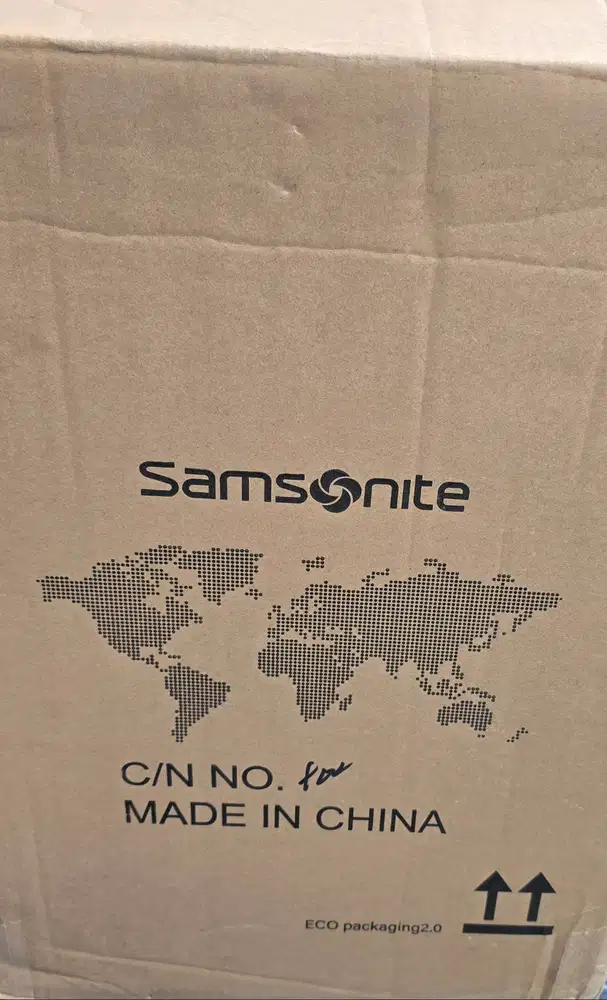 Samsonite
C/N NO.
MADE IN CHINA
ECO packaging2.0